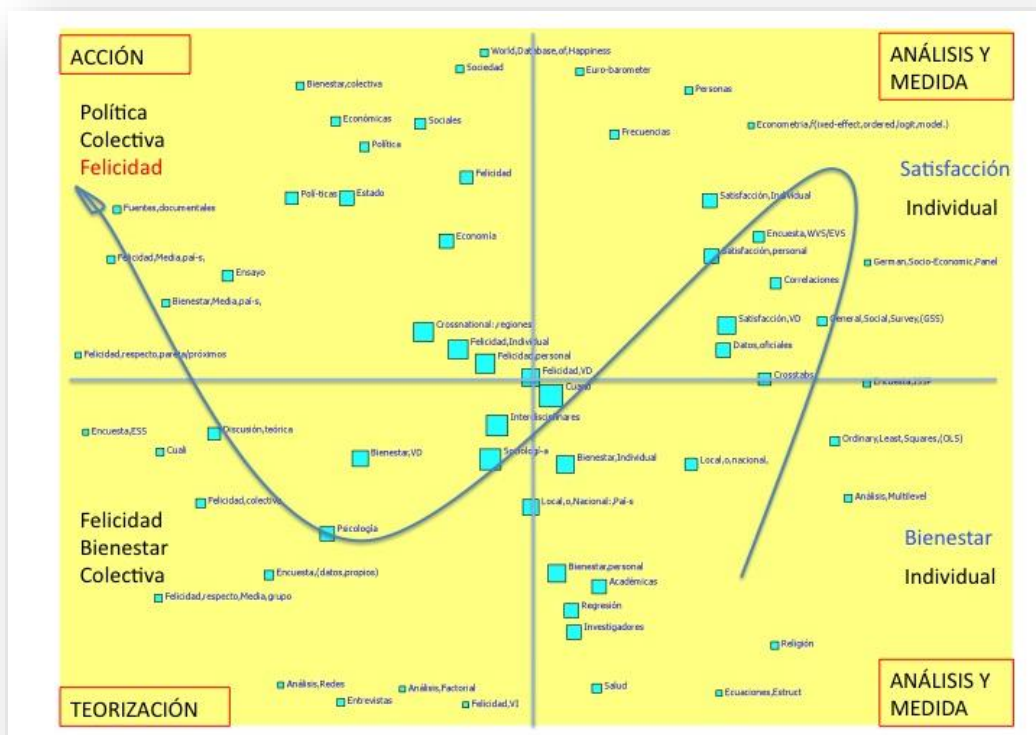 ACCIÓN
ANÁLISIS Y
MEDIDA
World,Database,of,Happiness
Sociedad
Euro-barometer
Bienestar,colectiva
Personas
Política
Colectiva
Felicidad
Económicas
Sociales
Econometria,/f(ixed-effect,ordered,/ogit,model.)
Frecuencias
Política
Felicidad
Satisfacción
Individual
Polí-ticas
Estado
Satisfacción,Individual
Fuentes,documentales
Economía
Encuesta,WVS/EVS
Satisfacción,personal
Felicidad,Media,paí-s,
German,Socio-Economic,Panel
Ensayo
Correlaciones
Bienestar,Media,paí-s,
Crossnational:,regiones
Satisfacción,VD
General,Social,Survey,(GSS)
Felicidad,Individual
Datos,oficiales
Felicidad,respecto,pareta/próximos
Felicidad,personal
Felicidad,VD
Crosstabs
Encuesta,ISSP
Cuanti
Interdisciplinares
Encuesta,ESS
Discusión,teórica
Ordinary,Least,Squares,(OLS)
Cuali
Bienestar,VD
Sociologí-a
Bienestar,Individual
Local,o,nacional,
Felicidad,colectiva,
Local,o,Nacional:,Paí-s
Análisis,Multilevel
Felicidad
Bienestar
Colectiva
Psicología
Bienestar
Individual
Encuesta,(datos,propios)
Bienestar,personal
Académicas
Felicidad,respecto,Media,grupo
Regresión
Investigadores
Religión
Análisis,Redes
Análisis,Factorial
Salud
Ecuaciones,Estruct
Entrevistas
Felicidad,VI
TEORIZACIÓN
ANÁLISIS Y
MEDIDA